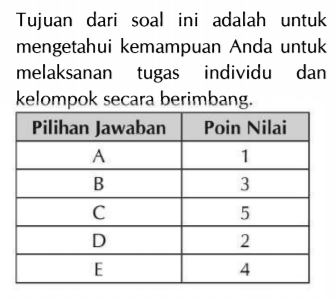 Tujuan dari soal ini adalah untuk
mengetahui kemampuan Anda untuk
melaksanan tugas individu dan
kelompok secara berimbang.
Pilihan Jawaban Poin Nilai
A 1
B 3
C 5
D 2
E 4